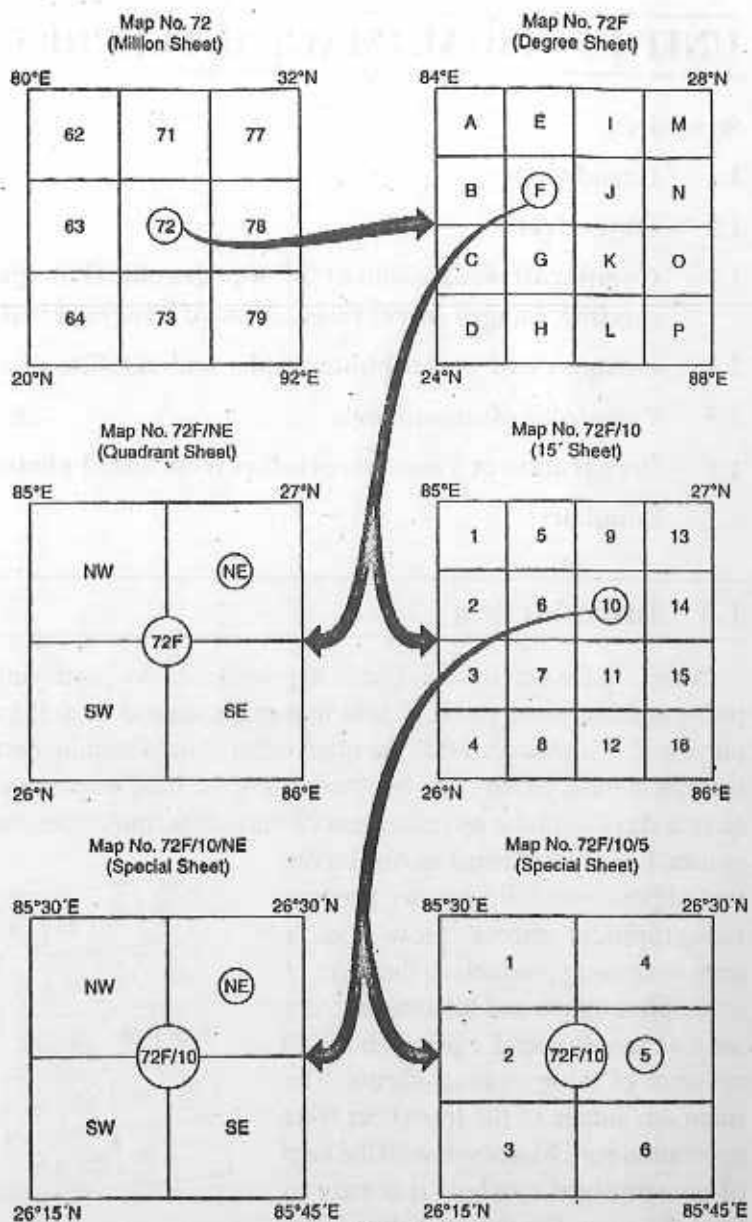 Map No. 72
(Million Sheet)
80°E 32°N
62 71 77
63 72 78
64 73 79
20°N 92°E
Map No. 72F
(Degree Sheet)
84°E 28°N
A E I M
B F J N
C G K O
D H L P
24°N 88°E
Map No. 72F/NE
(Quadrant Sheet)
85°E 27°N
NW NE
72F
SW SE
26°N 86°E
Map No. 72F/10
(15' Sheet)
85°E 27°N
1 5 9 13
2 6 10 14
3 7 11 15
4 8 12 16
26°N 86°E
Map No. 72F/10/NE
(Special Sheet)
85°30'E 26°30'N
NW NE
72F/10
SW SE
26°15'N 85°45'E
Map No. 72F/10/5
(Special Sheet)
85°30'E 26°30'N
1 4
2 72F/10 5
3 6
26°15'N 85°45'E